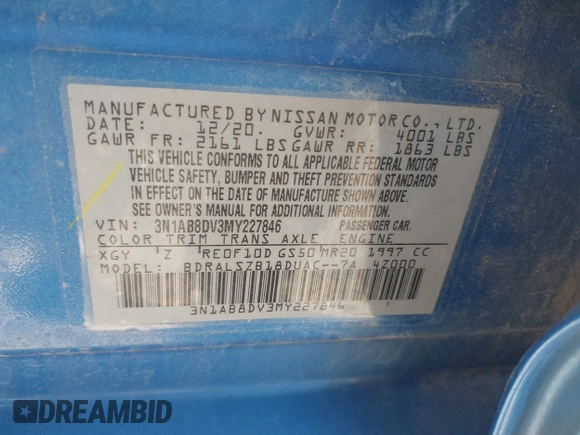 MANUFACTURED BY NISSAN MOTOR CO., LTD.
DATE: 12/20. GVWR: 4001 LBS
GAWR FR: 2161 LBS GAWR RR: 1863 LBS
THIS VEHICLE CONFORMS TO ALL APPLICABLE FEDERAL MOTOR
VEHICLE SAFETY, BUMPER AND THEFT PREVENTION STANDARDS
IN EFFECT ON THE DATE OF MANUFACTURE SHOWN ABOVE.
SEE OWNER'S MANUAL FOR ADDITIONAL INFORMATION.
VIN: 3N1AB8DV3MY227846 PASSENGER CAR.
COLOR TRIM TRANS AXLE ENGINE
XGY 'Z RE0F10D GS50 MR20 1997 CC
MODEL: BDRALSZB18DUAC--7A 4Z000
3N1AB8DV3MY227846
DREAMBID